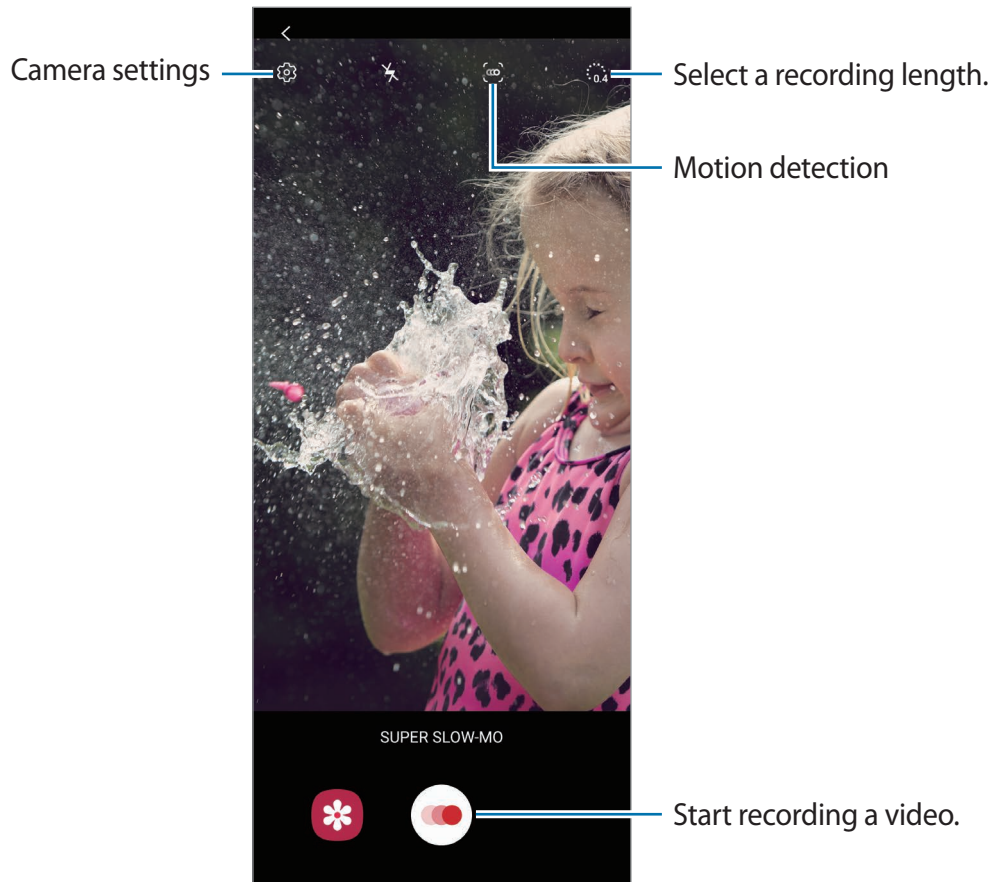 Camera settings
0.4
Select a recording length.
Motion detection
SUPER SLOW-MO
Start recording a video.